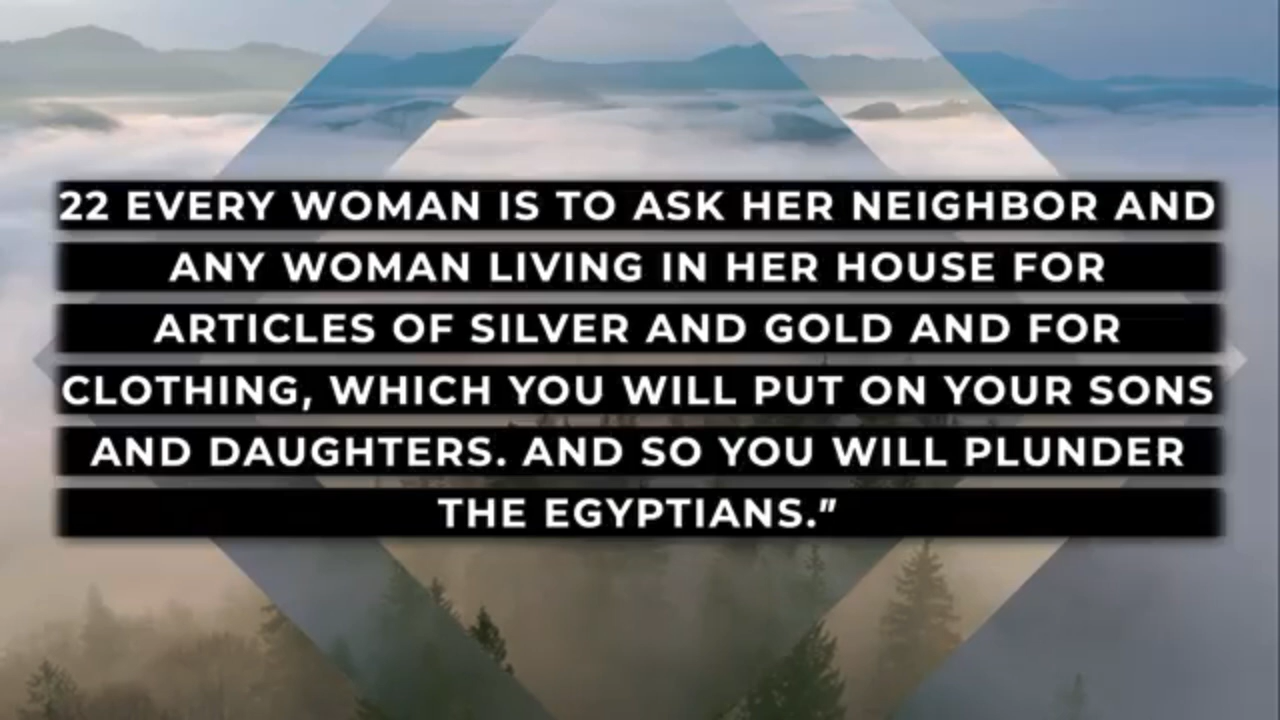 22 EVERY WOMAN IS TO ASK HER NEIGHBOR AND
ANY WOMAN LIVING IN HER HOUSE FOR
ARTICLES OF SILVER AND GOLD AND FOR
CLOTHING, WHICH YOU WILL PUT ON YOUR SONS
AND DAUGHTERS. AND SO YOU WILL PLUNDER
THE EGYPTIANS.”